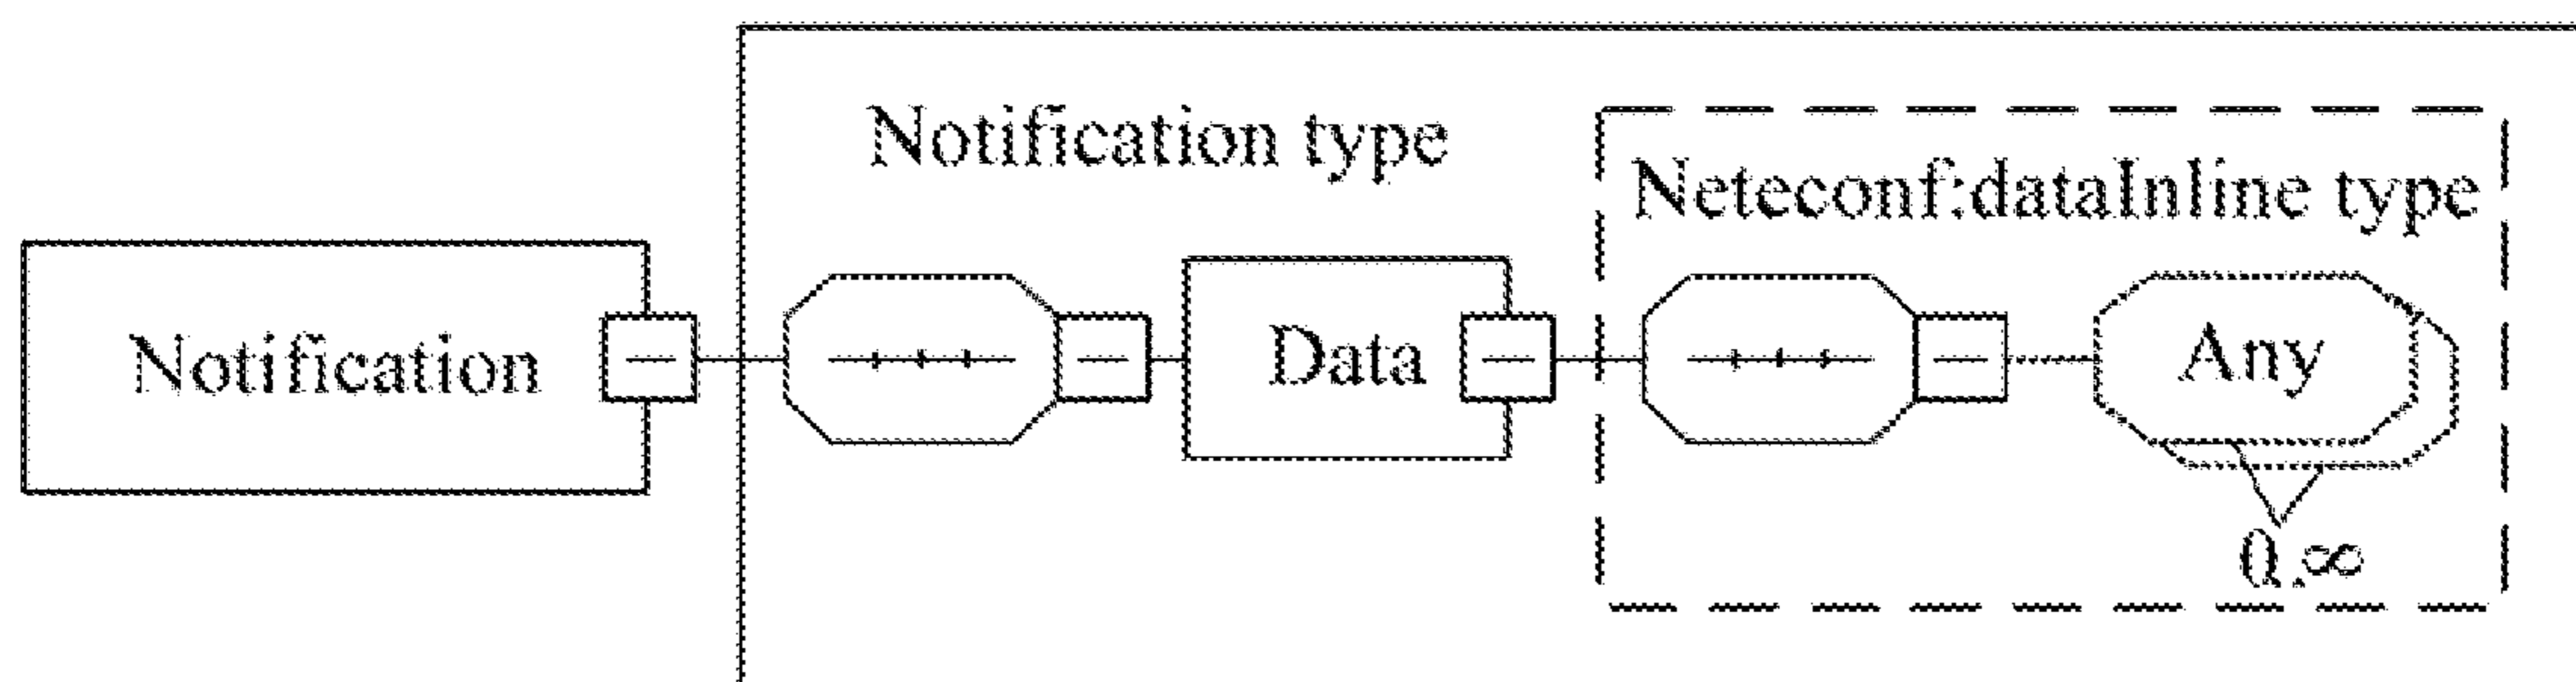 Notification type
Neteconf:dataInline type
Notification
Data
Any
0..∞